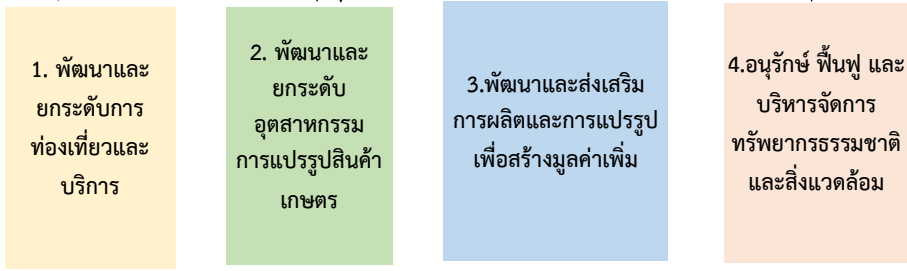 1. พัฒนาและ
ยกระดับการ
ท่องเที่ยวและ
บริการ
2. พัฒนาและ
ยกระดับ
อุตสาหกรรม
การแปรรูปสินค้า
เกษตร
3.พัฒนาและส่งเสริม
การผลิตและการแปรรูป
เพื่อสร้างมูลค่าเพิ่ม
4.อนุรักษ์ ฟื้นฟู และ
บริหารจัดการ
ทรัพยากรธรรมชาติ
และสิ่งแวดล้อม